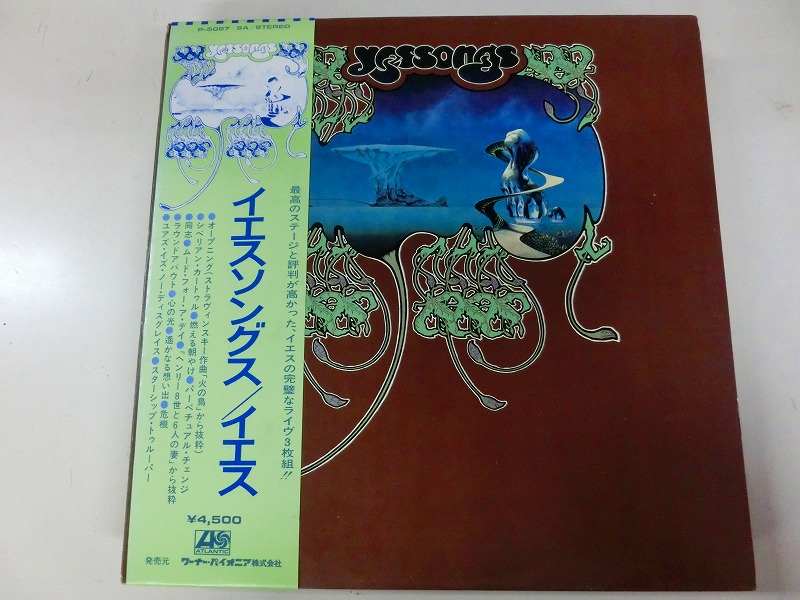 P-5087 9A STEREO
yessongs
最高のステージと評判が高かった、イエスの完璧なライヴ3枚組!!
イエスソングス/イエス
●オープニング(ストラヴィンスキー作曲「火の鳥」から抜粋)
●シベリアン・カートゥル●燃える朝やけ●パーペチュアル・チェンジ
●同志●ムード・フォー・ア・デイ●「ヘンリー8世と6人の妻」から抜粋
●ラウンドアバウト●心の光●遥かなる想い出●危機
●ユアズ・イズ・ノー・ディスグレイス●スターシップ・トゥルーパー
¥4,500
ATLANTIC
発売元 ワーナー・パイオニア株式会社